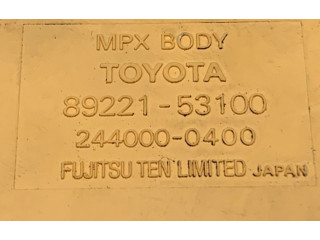 MPX BODY
TOYOTA
89221-53100
244000-0400
FUJITSU TEN LIMITED JAPAN